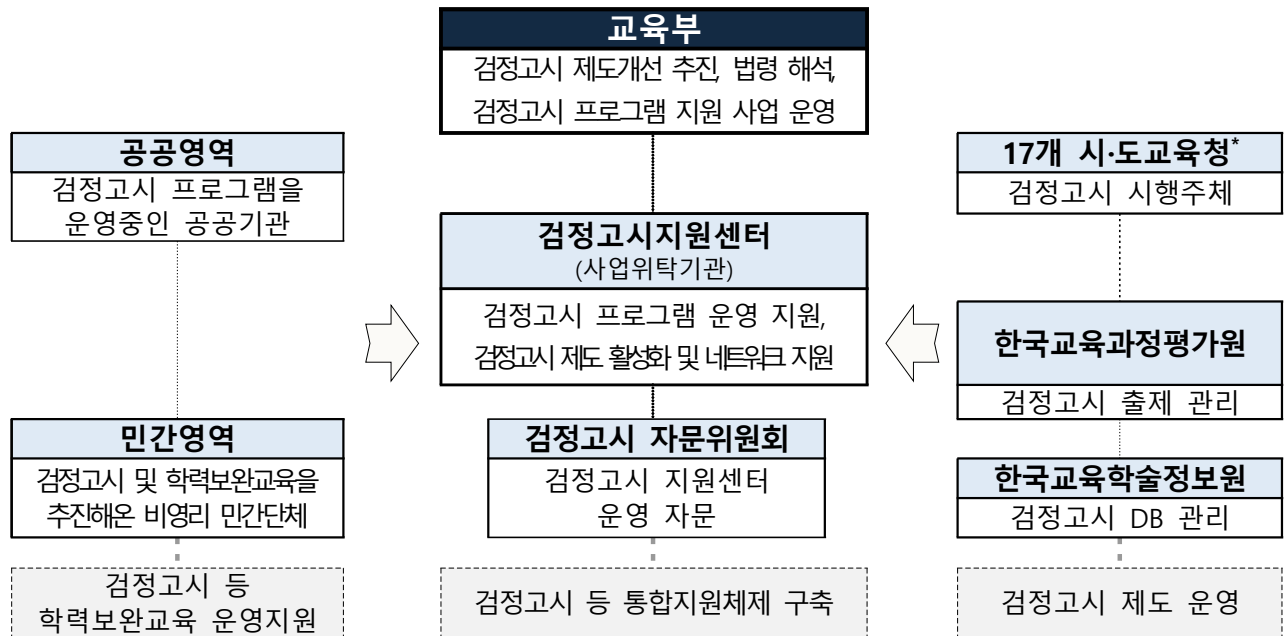 교육부
검정고시 제도개선 추진, 법령 해석,
검정고시 프로그램 지원 사업 운영
공공영역
검정고시 프로그램을
운영중인 공공기관
민간영역
검정고시 및 학력보완교육을
추진해온 비영리 민간단체
검정고시 등
학력보완교육 운영지원
검정고시지원센터
(사업위탁기관)
검정고시 프로그램 운영 지원,
검정고시 제도 활성화 및 네트워크 지원
검정고시 자문위원회
검정고시 지원센터
운영 자문
검정고시 등 통합지원체제 구축
17개 시·도교육청*
검정고시 시행주체
한국교육과정평가원
검정고시 출제 관리
한국교육학술정보원
검정고시 DB 관리
검정고시 제도 운영